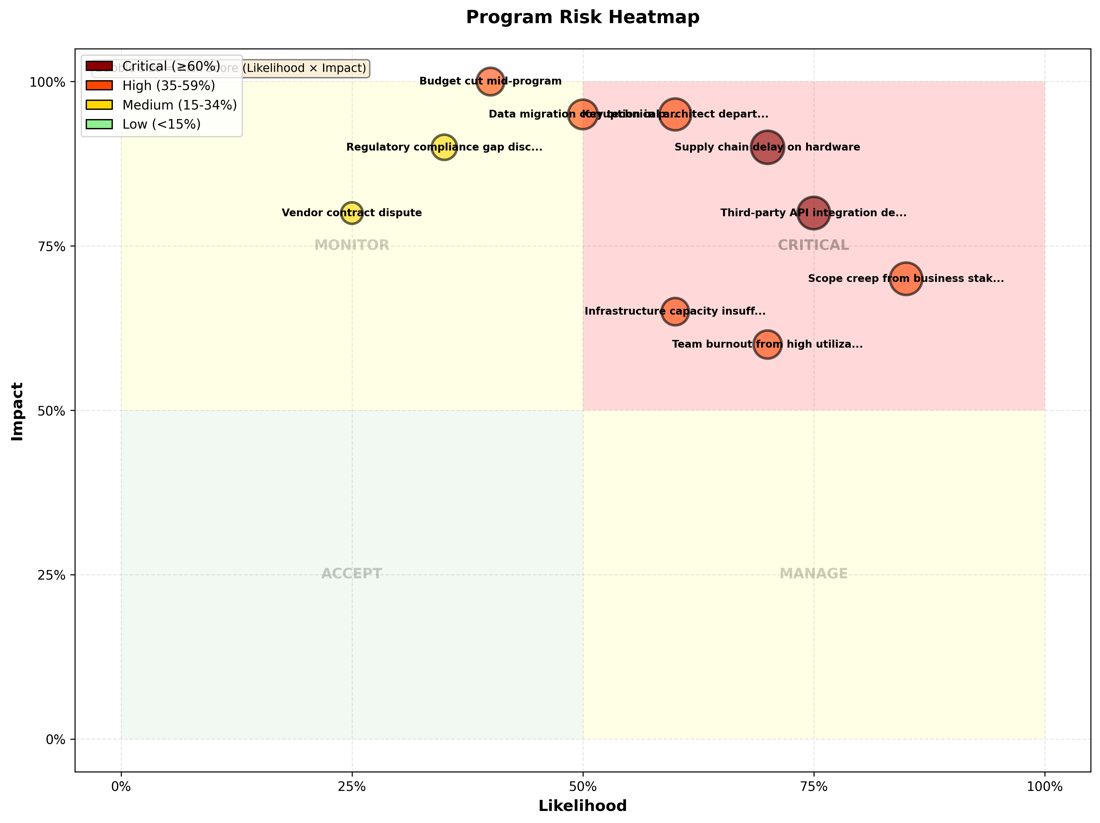 Program Risk Heatmap
Critical (≥60%)
High (35-59%)
Medium (15-34%)
Low (<15%)
(Likelihood × Impact)
100%
75%
50%
25%
0%
Impact
Budget cut mid-program
Data migration
depart...
Regulatory compliance gap disc...
Supply chain delay on hardware
Vendor contract dispute
Third-party API integration de...
MONITOR
CRITICAL
Scope creep from business stak...
Infrastructure capacity insuff...
Team burnout from high utiliza...
ACCEPT
MANAGE
0%
25%
50%
75%
100%
Likelihood